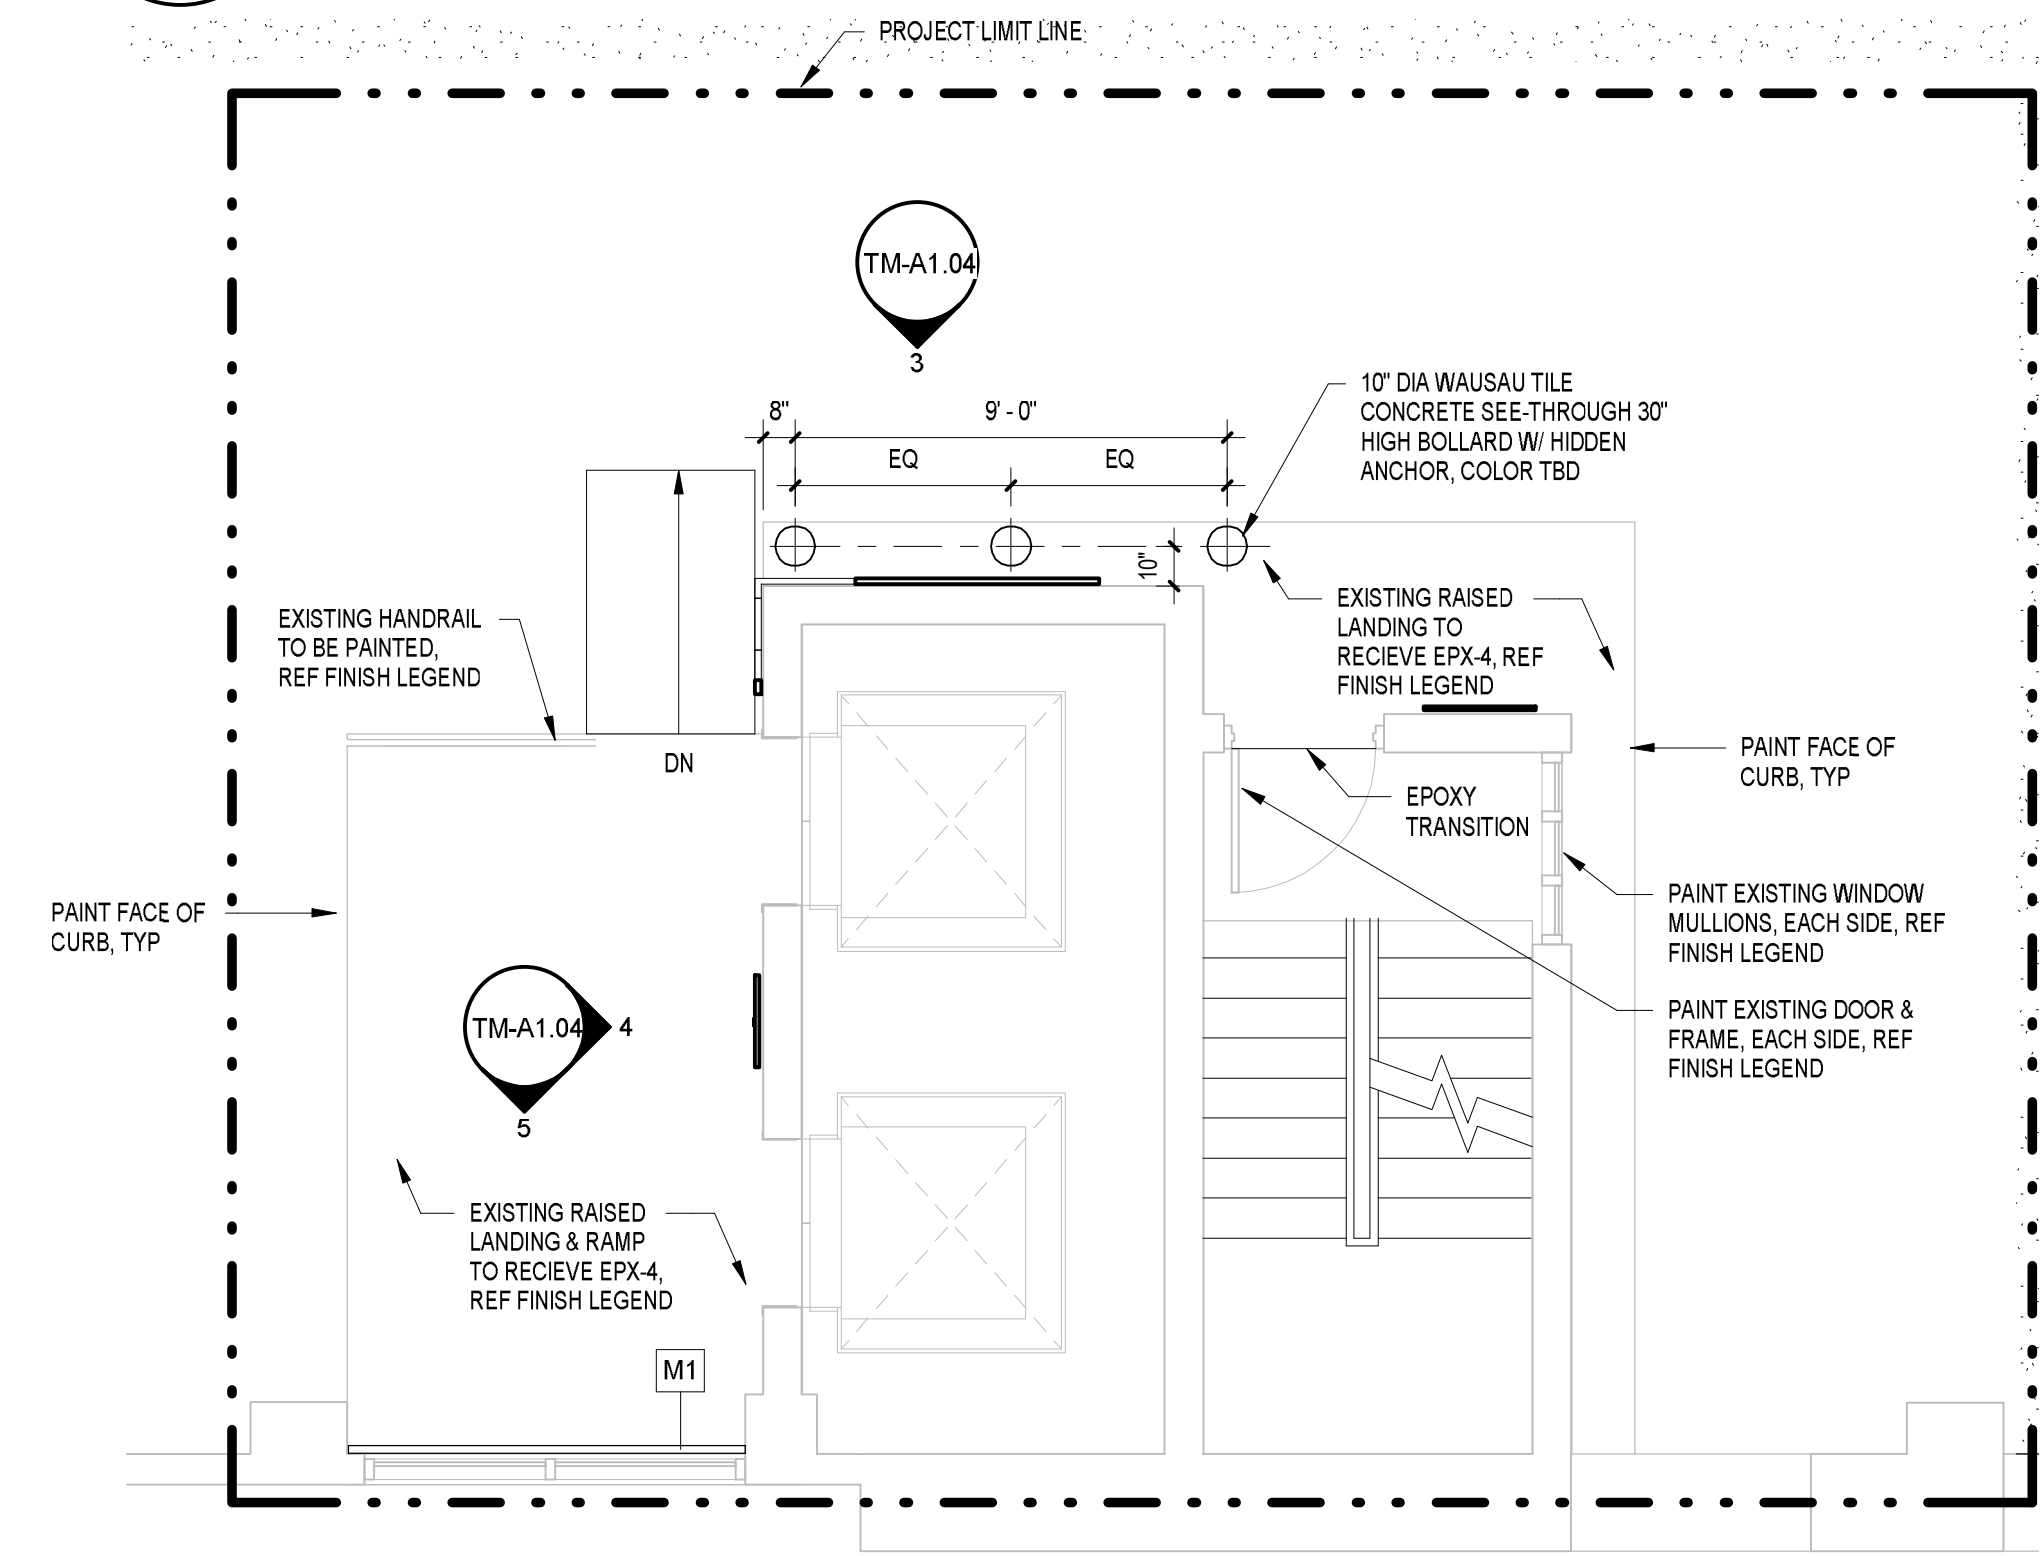 PROJECT LIMIT LINE
TM-A1.04
3
10" DIA WAUSAU TILE
CONCRETE SEE-THROUGH 30"
HIGH BOLLARD W/ HIDDEN
ANCHOR, COLOR TBD
8"
9' - 0"
EQ
EQ
10"
EXISTING HANDRAIL
TO BE PAINTED,
REF FINISH LEGEND
EXISTING RAISED
LANDING TO
RECIEVE EPX-4, REF
FINISH LEGEND
DN
PAINT FACE OF
CURB, TYP
EPOXY
TRANSITION
PAINT FACE OF
CURB, TYP
PAINT EXISTING WINDOW
MULLIONS, EACH SIDE, REF
FINISH LEGEND
TM-A1.04
4
5
PAINT EXISTING DOOR &
FRAME, EACH SIDE, REF
FINISH LEGEND
EXISTING RAISED
LANDING & RAMP
TO RECIEVE EPX-4,
REF FINISH LEGEND
M1